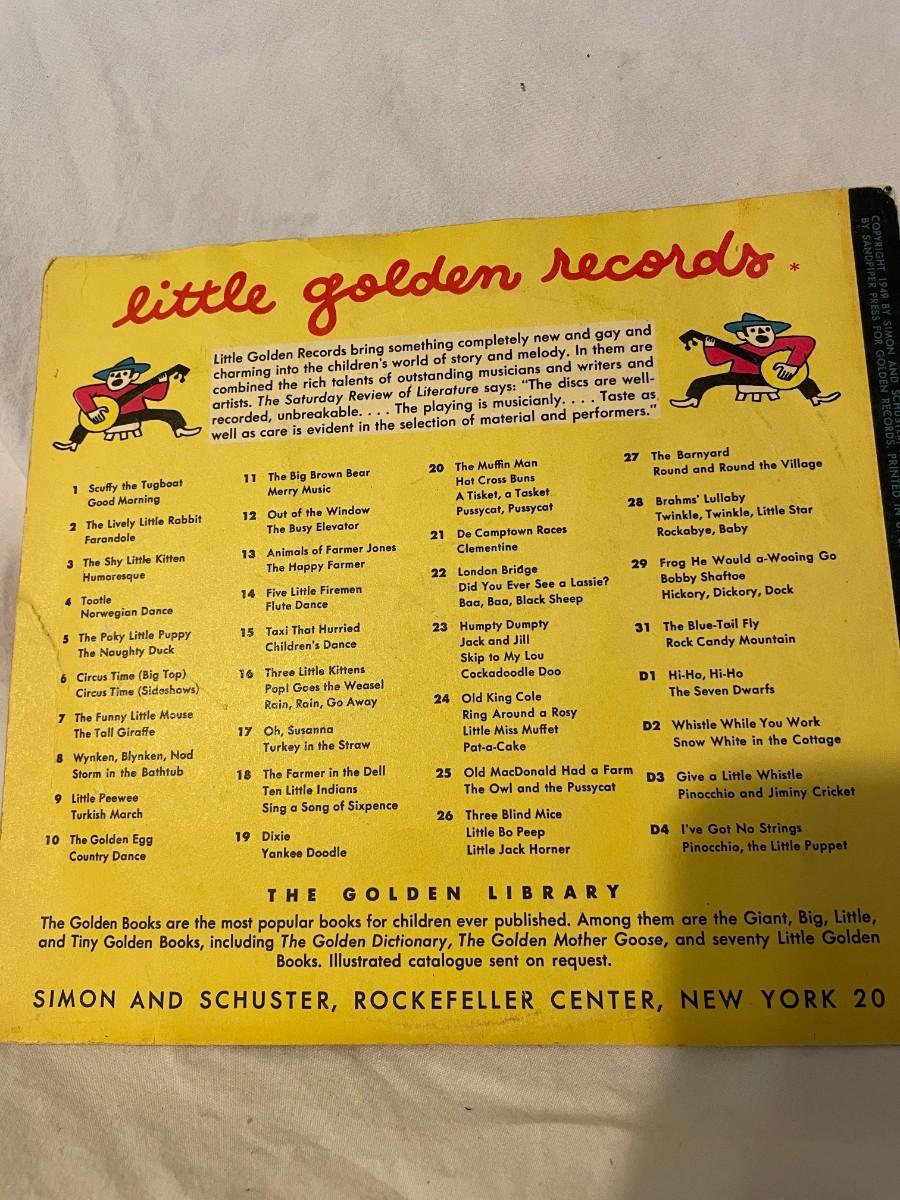 little golden records *
Little Golden Records bring something completely new and gay and
charming into the children's world of story and melody. In them are
combined the rich talents of outstanding musicians and writers and
artists. The Saturday Review of Literature says: "The discs are well-
recorded, unbreakable. . . . The playing is musicianly. . . . Taste as
well as care is evident in the selection of material and performers."
1 Scuffy the Tugboat
Good Morning
2 The Lively Little Rabbit
Farandole
3 The Shy Little Kitten
Humoresque
4 Tootle
Norwegian Dance
5 The Poky Little Puppy
The Naughty Duck
6 Circus Time (Big Top)
Circus Time (Sideshows)
7 The Funny Little Mouse
The Tall Giraffe
8 Wynken, Blynken, Nod
Storm in the Bathtub
9 Little Peewee
Turkish March
10 The Golden Egg
Country Dance
11 The Big Brown Bear
Merry Music
12 Out of the Window
The Busy Elevator
13 Animals of Farmer Jones
The Happy Farmer
14 Five Little Firemen
Flute Dance
15 Taxi That Hurried
Children's Dance
16 Three Little Kittens
Pop! Goes the Weasel
Rain, Rain, Go Away
17 Oh, Susanna
Turkey in the Straw
18 The Farmer in the Dell
Ten Little Indians
Sing a Song of Sixpence
19 Dixie
Yankee Doodle
20 The Muffin Man
Hot Cross Buns
A Tisket, a Tasket
Pussycat, Pussycat
21 De Camptown Races
Clementine
22 London Bridge
Did You Ever See a Lassie?
Baa, Baa, Black Sheep
23 Humpty Dumpty
Jack and Jill
Skip to My Lou
Cockadoodle Doo
24 Old King Cole
Ring Around a Rosy
Little Miss Muffet
Pat-a-Cake
25 Old MacDonald Had a Farm
The Owl and the Pussycat
26 Three Blind Mice
Little Bo Peep
Little Jack Horner
27 The Barnyard
Round and Round the Village
28 Brahms' Lullaby
Twinkle, Twinkle, Little Star
Rockabye, Baby
29 Frog He Would a-Wooing Go
Bobby Shaftoe
Hickory, Dickory, Dock
31 The Blue-Tail Fly
Rock Candy Mountain
D1 Hi-Ho, Hi-Ho
The Seven Dwarfs
D2 Whistle While You Work
Snow White in the Cottage
D3 Give a Little Whistle
Pinocchio and Jiminy Cricket
D4 I've Got No Strings
Pinocchio, the Little Puppet
THE GOLDEN LIBRARY
The Golden Books are the most popular books for children ever published. Among them are the Giant, Big, Little,
and Tiny Golden Books, including The Golden Dictionary, The Golden Mother Goose, and seventy Little Golden
Books. Illustrated catalogue sent on request.
SIMON AND SCHUSTER, ROCKEFELLER CENTER, NEW YORK 20
COPYRIGHT 1949 BY SIMON AND SCHUSTER
BY SANDPIPER PRESS FOR GOLDEN RECORDS. PRINTED IN U